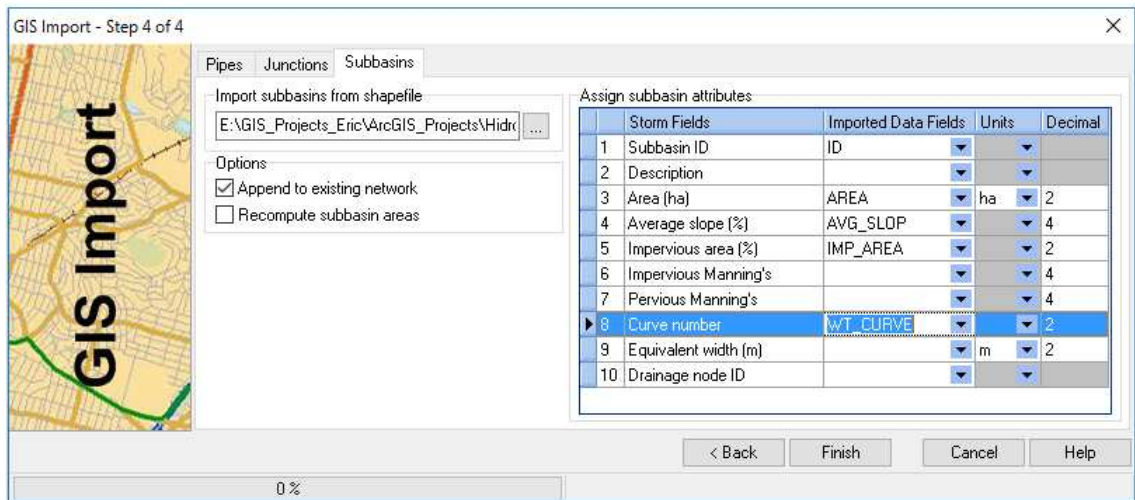 GIS Import - Step 4 of 4
GIS Import
Pipes Junctions Subbasins
Import subbasins from shapefile
E:\GIS_Projects_Eric\ArcGIS_Projects\Hidr ...
Options
Append to existing network
Recompute subbasin areas
Assign subbasin attributes
Storm Fields Imported Data Fields Units Decimal
1 Subbasin ID ID
2 Description
3 Area (ha) AREA ha 2
4 Average slope (%) AVG_SLOP 4
5 Impervious area (%) IMP_AREA 2
6 Impervious Manning's 4
7 Pervious Manning's 4
8 Curve number WT_CURVE 2
9 Equivalent width (m) m 2
10 Drainage node ID
< Back Finish Cancel Help
0 %